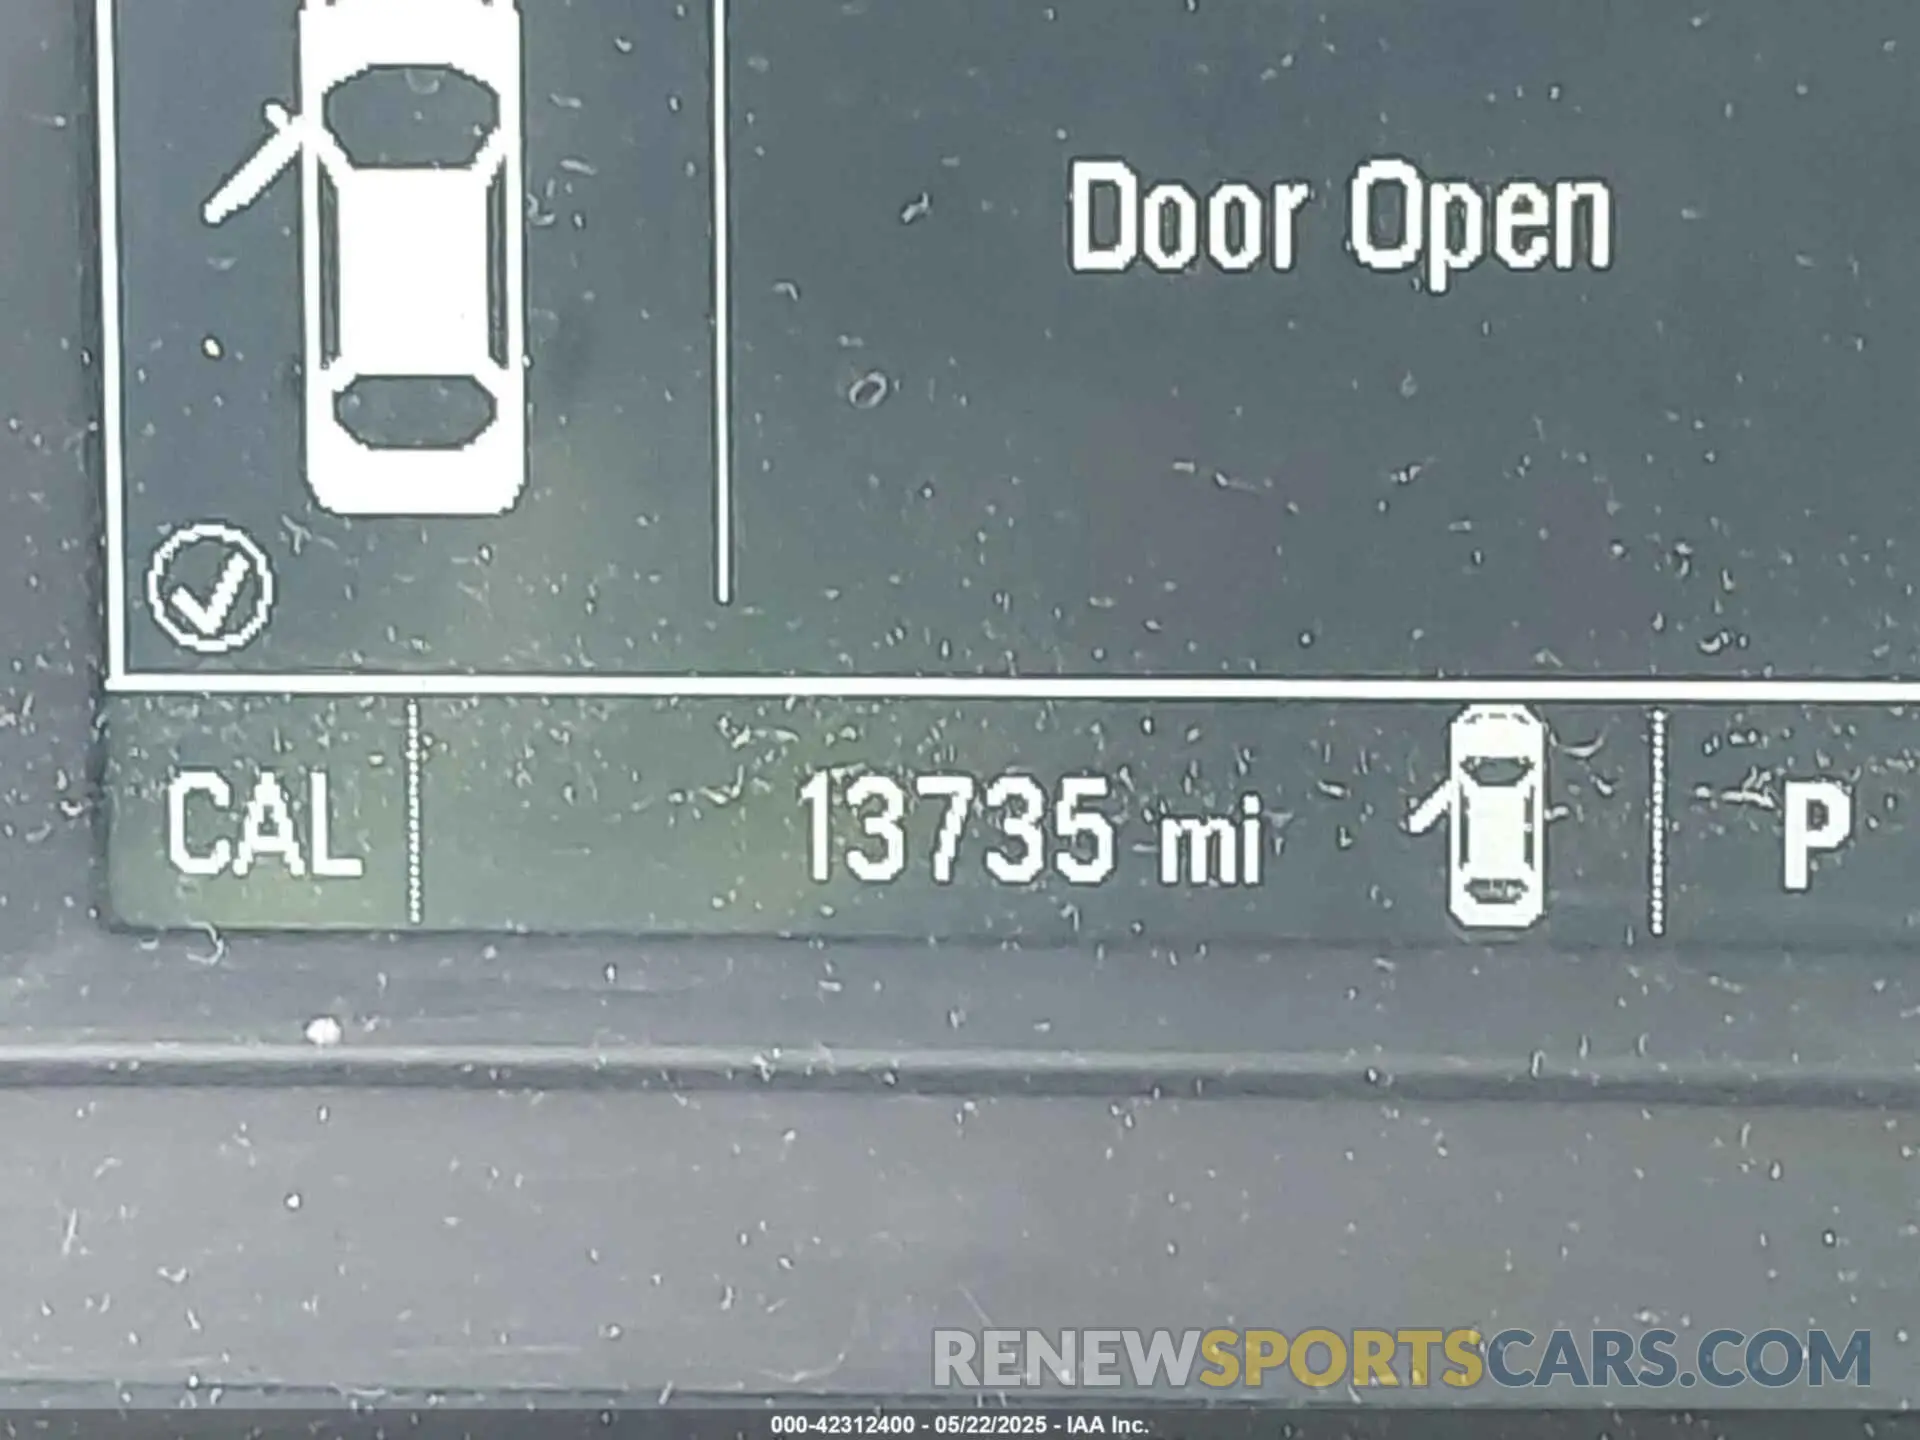 Door Open
CAL 13735 mi P
RENEWSPORTSCARS.COM
000-42312400 - 05/22/2025 - IAA Inc.